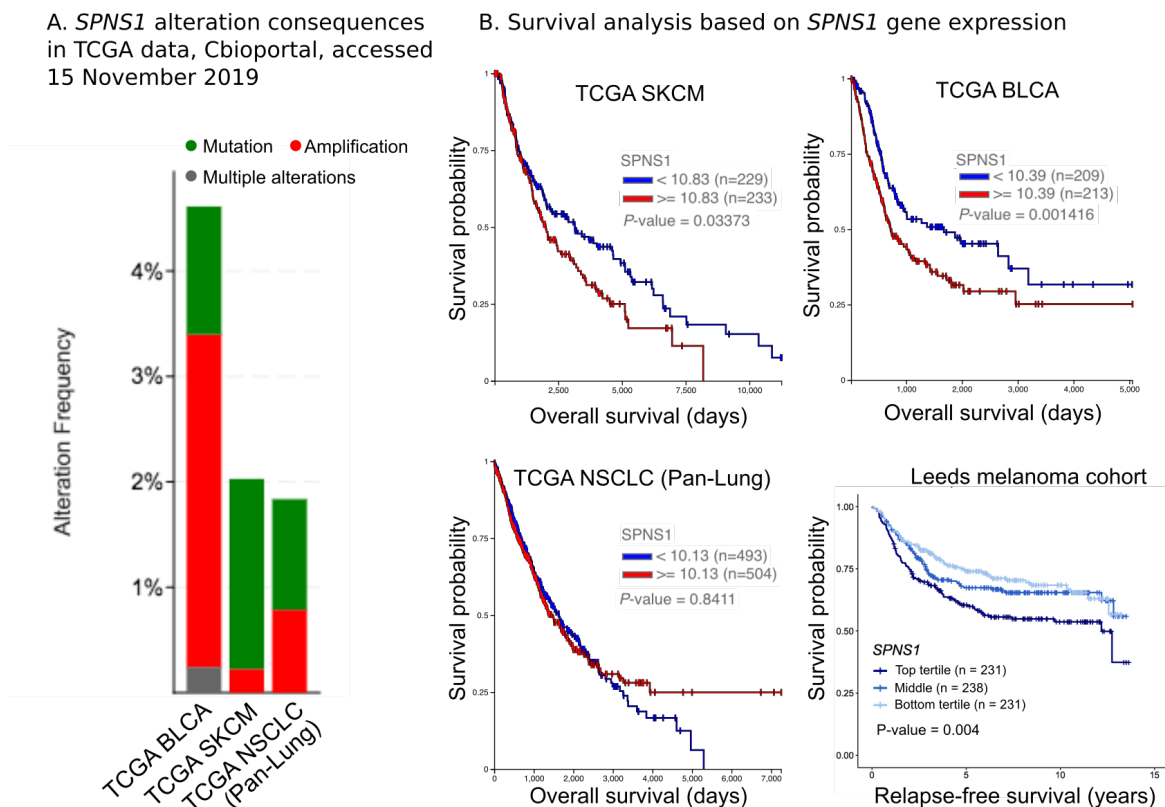 A. SPNS1 alteration consequences
in TCGA data, Cbioportal, accessed
15 November 2019
Mutation Amplification
Multiple alterations
Alteration Frequency
4%
3%
2%
1%
TCGA BLCA
TCGA SKCM
TCGA NSCLC
(Pan-Lung)
B. Survival analysis based on SPNS1 gene expression
TCGA SKCM
Survival probability
1
0.75
0.5
0.25
0
SPNS1
< 10.83 (n=229)
>= 10.83 (n=233)
P-value = 0.03373
2,500 5,000 7,500 10,000
Overall survival (days)
TCGA BLCA
Survival probability
1
0.75
0.5
0.25
0
SPNS1
< 10.39 (n=209)
>= 10.39 (n=213)
P-value = 0.001416
1,000 2,000 3,000 4,000 5,000
Overall survival (days)
TCGA NSCLC (Pan-Lung)
Survival probability
1
0.75
0.5
0.25
0
SPNS1
< 10.13 (n=493)
>= 10.13 (n=504)
P-value = 0.8411
0 1,000 2,000 3,000 4,000 5,000 6,000 7,000
Overall survival (days)
Leeds melanoma cohort
Survival probability
1.00
0.75
0.50
0.25
0.00
SPNS1
Top tertile (n = 231)
Middle (n = 238)
Bottom tertile (n = 231)
P-value = 0.004
0 5 10 15
Relapse-free survival (years)